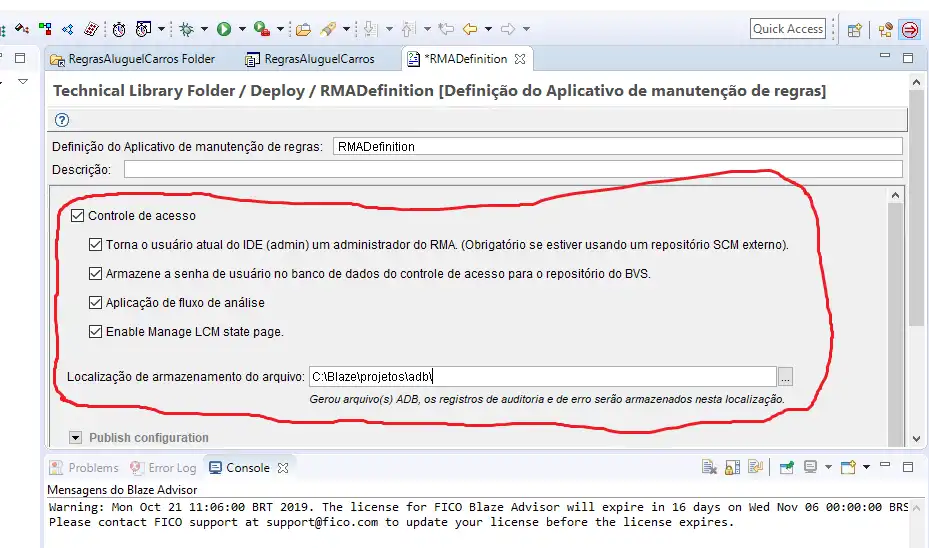 Quick Access
RegrasAluguelCarros Folder
RegrasAluguelCarros
*RMADefinition
Technical Library Folder / Deploy / RMADefinition [Definição do Aplicativo de manutenção de regras]
Definição do Aplicativo de manutenção de regras: RMADefinition
Descrição:
Controle de acesso
Torna o usuário atual do IDE (admin) um administrador do RMA. (Obrigatório se estiver usando um repositório SCM externo).
Armazene a senha de usuário no banco de dados do controle de acesso para o repositório do BVS.
Aplicação de fluxo de análise
Enable Manage LCM state page.
Localização de armazenamento do arquivo: C:\Blaze\projetos\adb\ ...
Gerou arquivo(s) ADB, os registros de auditoria e de erro serão armazenados nesta localização.
Publish configuration
Problems Error Log Console
Mensagens do Blaze Advisor
Warning: Mon Oct 21 11:06:00 BRT 2019. The license for FICO Blaze Advisor will expire in 16 days on Wed Nov 06 00:00:00 BRS
Please contact FICO support at support@fico.com to update your license before the license expires.